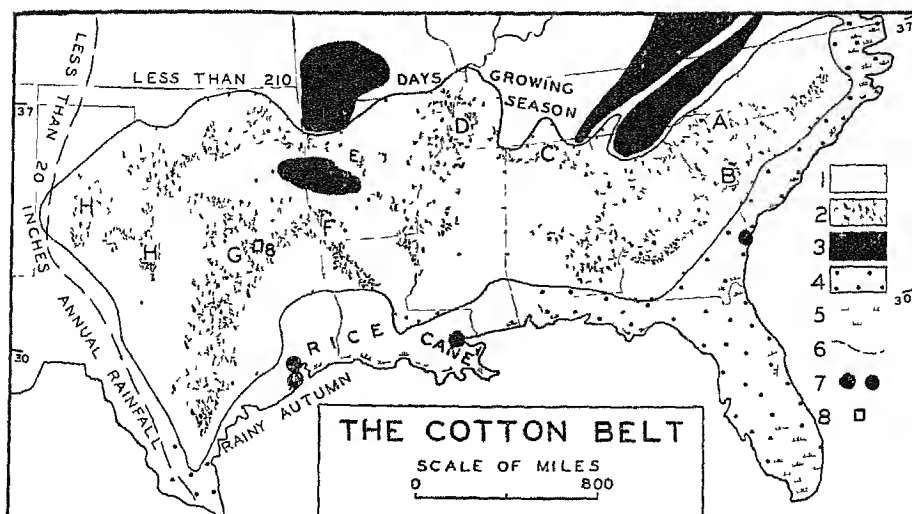 37
LESS THAN 210 DAYS GROWING SEASON
LESS THAN 20 INCHES ANNUAL RAINFALL
37
A
D
E
C
B
H
F
H
G
8
1
2
3
4
5
6
7
8
30
30
RICE
CANE
RAINY AUTUMN
THE COTTON BELT
SCALE OF MILES
0 800